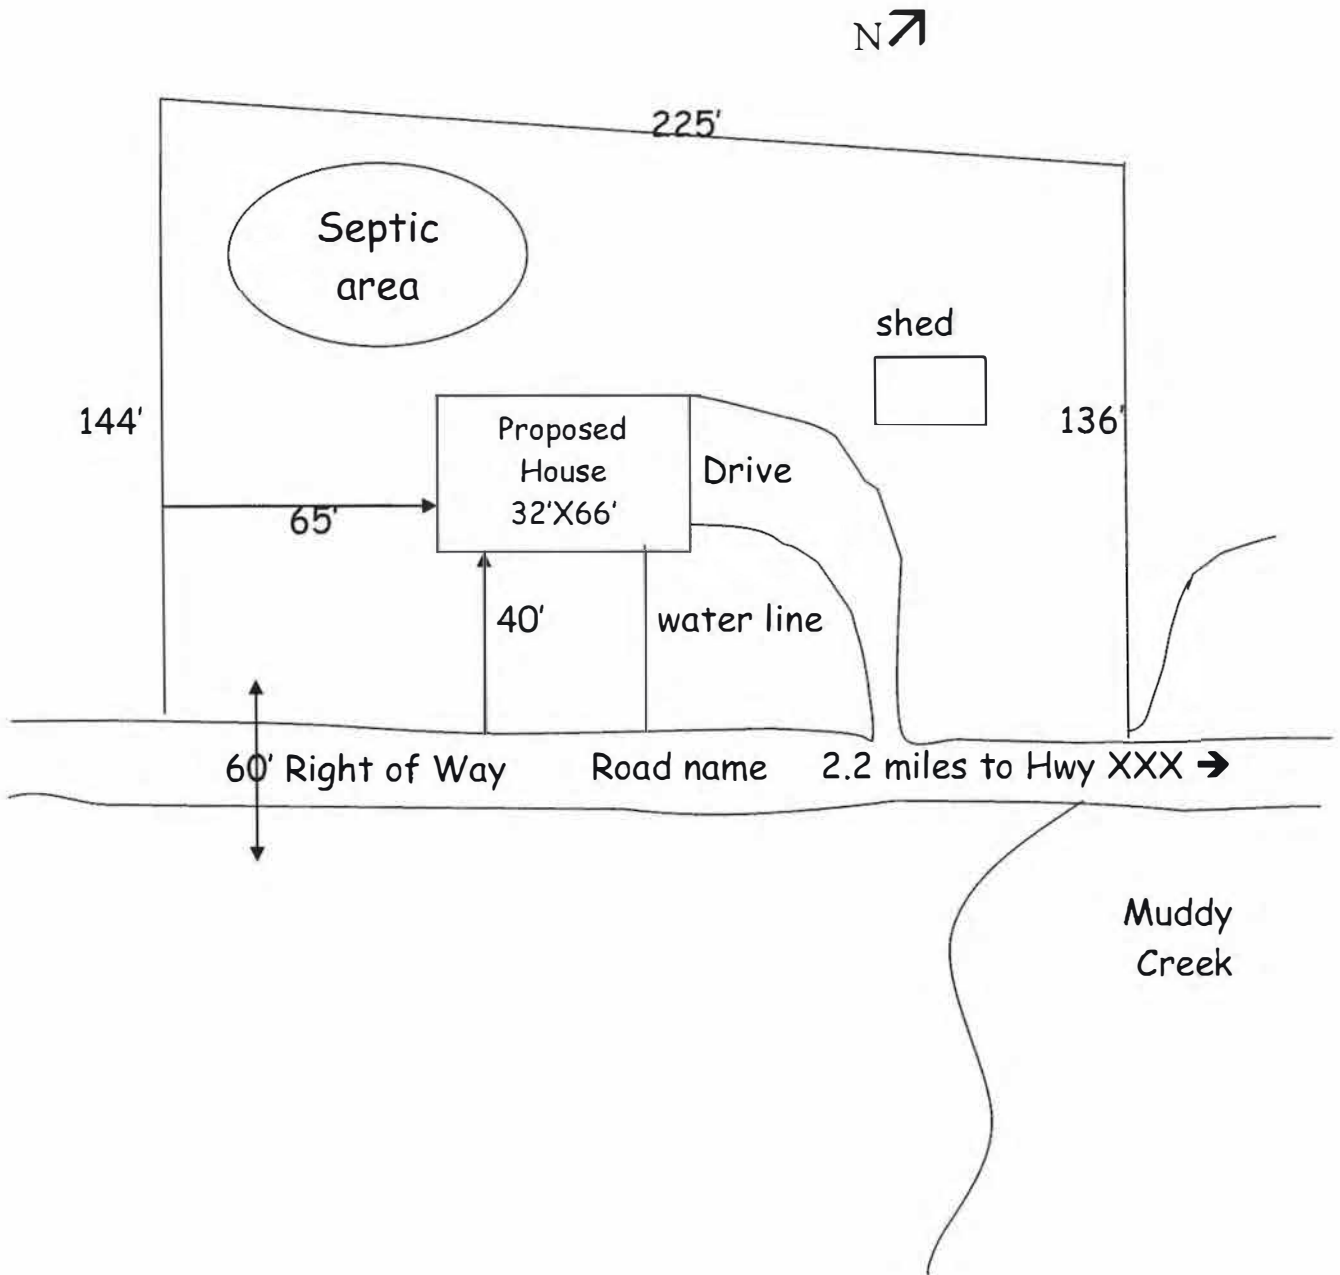 N
225'
Septic
area
shed
144'
136'
Proposed
House
32'X66'
Drive
65'
40'
water line
60' Right of Way Road name 2.2 miles to Hwy XXX ➔
Muddy
Creek